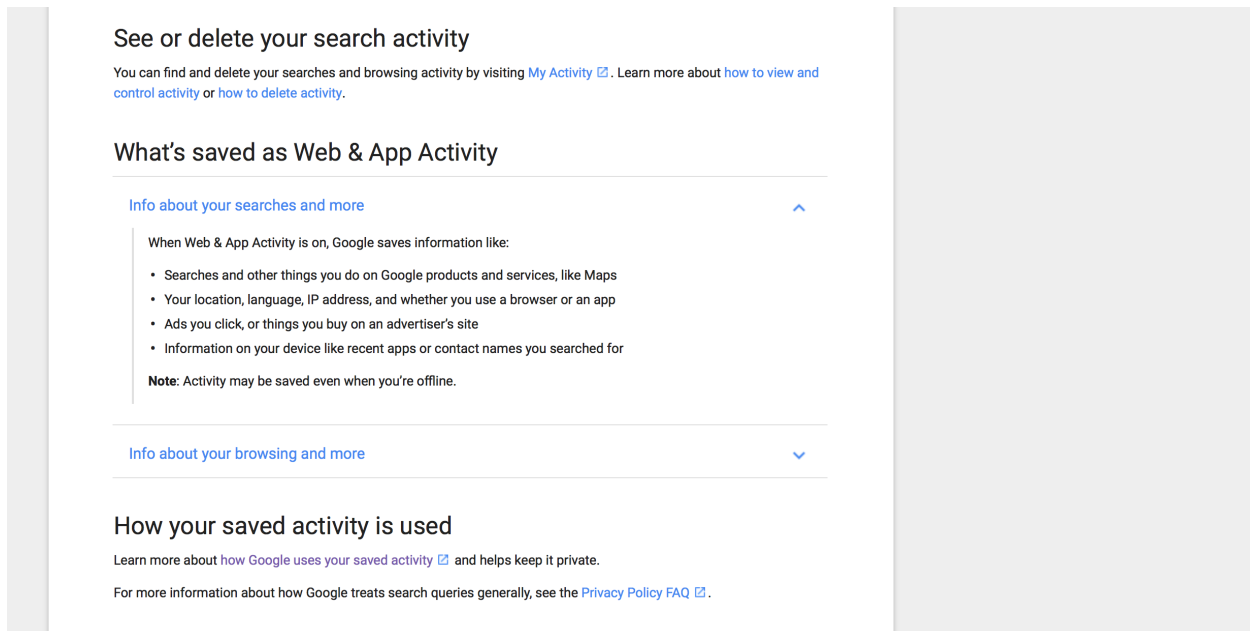 See or delete your search activity
You can find and delete your searches and browsing activity by visiting My Activity. Learn more about how to view and
control activity or how to delete activity.
What’s saved as Web & App Activity
Info about your searches and more
When Web & App Activity is on, Google saves information like:
• Searches and other things you do on Google products and services, like Maps
• Your location, language, IP address, and whether you use a browser or an app
• Ads you click, or things you buy on an advertiser’s site
• Information on your device like recent apps or contact names you searched for
Note: Activity may be saved even when you’re offline.
Info about your browsing and more
How your saved activity is used
Learn more about how Google uses your saved activity and helps keep it private.
For more information about how Google treats search queries generally, see the Privacy Policy FAQ.